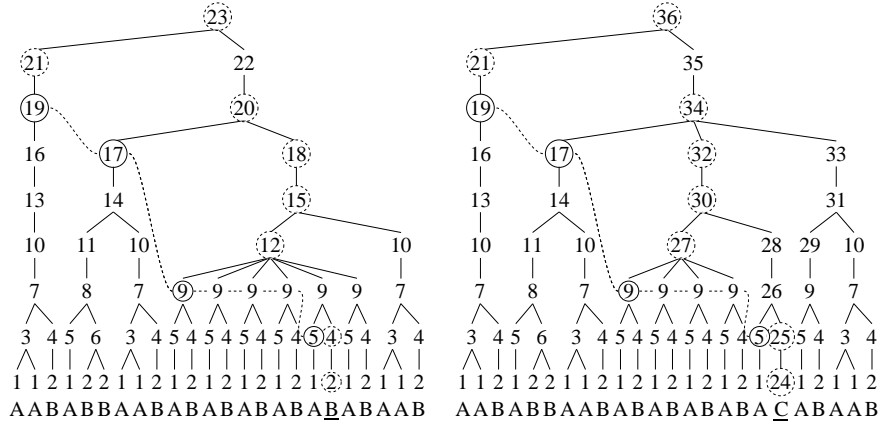 23 36
21 22 21 35
19 20 19 34
16 17 18 16 17 32 33
13 14 15 13 14 30 31
10 11 10 12 10 10 11 10 27 28 29 10
7 8 7 9 9 9 9 9 9 7 7 8 7 9 9 9 9 26 9 7
3 4 5 6 3 4 5 4 5 4 5 4 5 4 5 4 5 4 3 4 3 4 5 6 3 4 5 4 5 4 5 4 5 4 5 25 5 4 3 4
1 1 2 1 2 2 1 1 2 1 2 1 2 1 2 1 2 1 2 1 2 1 1 2 1 1 2 1 2 2 1 1 2 1 2 1 2 1 2 1 2 1 24 1 2 1 1 2
A A B A B B A A B A B A B A B A B A B A B A A B A A B A B B A A B A B A B A B A B A C A B A A B